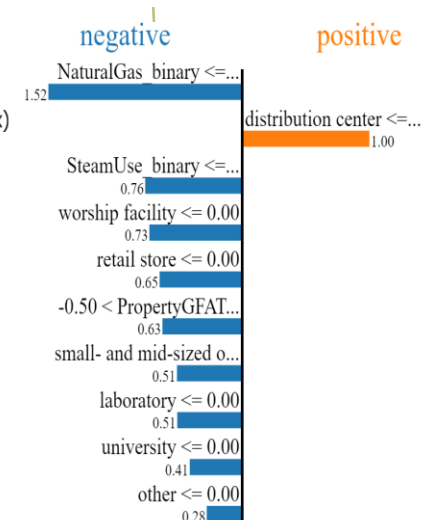 negative positive
NaturalGas_binary <=...
1.52
x)
distribution center <=...
1.00
SteamUse_binary <=...
0.76
worship facility <= 0.00
0.73
retail store <= 0.00
0.65
-0.50 < PropertyGFAT...
0.63
small- and mid-sized o...
0.51
laboratory <= 0.00
0.51
university <= 0.00
0.41
other <= 0.00
0.28